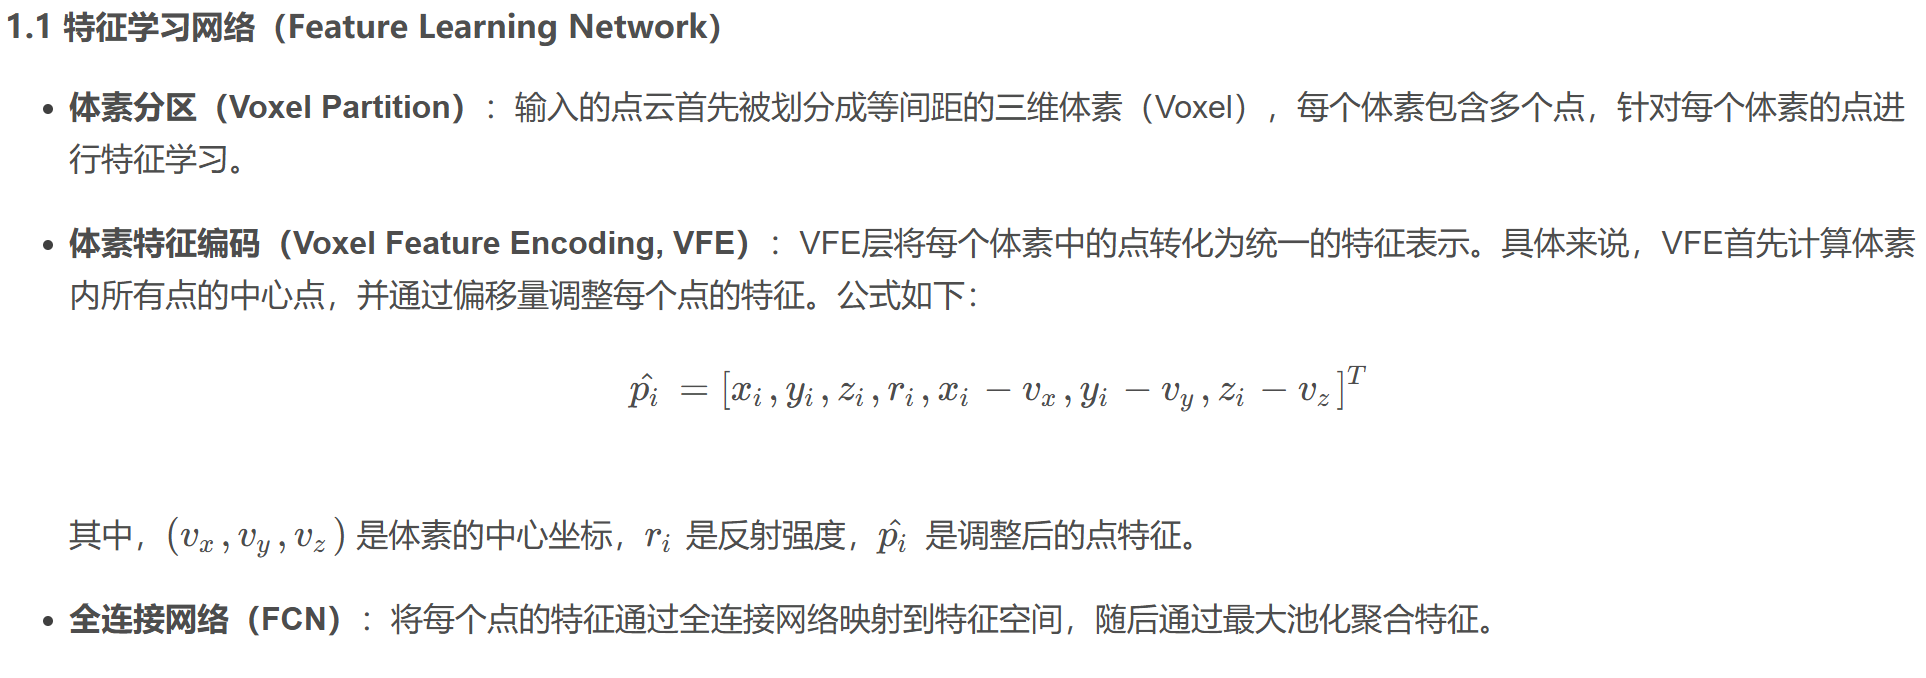 1.1 特征学习网络（Feature Learning Network）
• 体素分区（Voxel Partition）：输入的点云首先被划分成等间距的三维体素（Voxel），每个体素包含多个点，针对每个体素的点进
行特征学习。
• 体素特征编码（Voxel Feature Encoding, VFE）：VFE层将每个体素中的点转化为统一的特征表示。具体来说，VFE首先计算体素
内所有点的中心点，并通过偏移量调整每个点的特征。公式如下：
$\hat{p_i} = [x_i, y_i, z_i, r_i, x_i - v_x, y_i - v_y, z_i - v_z]^T$
其中，$(v_x, v_y, v_z)$ 是体素的中心坐标，$r_i$ 是反射强度，$\hat{p_i}$ 是调整后的点特征。
• 全连接网络（FCN）：将每个点的特征通过全连接网络映射到特征空间，随后通过最大池化聚合特征。